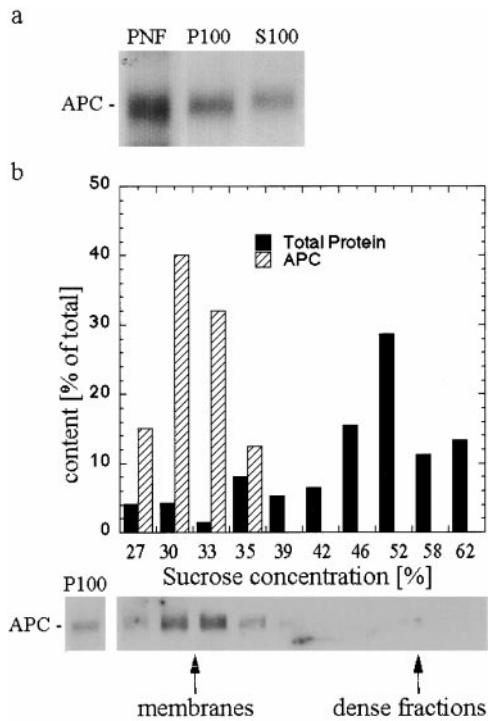 a
PNF P100 S100
APC -
b
50
40
30
20
10
0
content [% of total]
Total Protein
APC
27 30 33 35 39 42 46 52 58 62
Sucrose concentration [%]
P100
APC -
membranes dense fractions